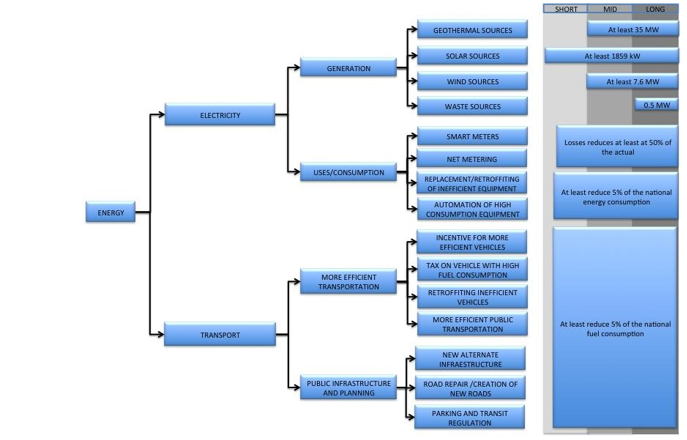 SHORT MID LONG
GEOTHERMAL SOURCES
At least 35 MW
SOLAR SOURCES
At least 1859 kW
GENERATION
WIND SOURCES
At least 7.6 MW
WASTE SOURCES
0.5 MW
ELECTRICITY
SMART METERS
Losses reduces at least at 50% of
the actual
NET METERING
USES/CONSUMPTION
REPLACEMENT/RETROFFITING
OF INEFFICIENT EQUIPMENT
At least reduce 5% of the national
energy consumption
AUTOMATION OF HIGH
CONSUMPTION EQUIPMENT
ENERGY
INCENTIVE FOR MORE
EFFICIENT VEHICLES
TAX ON VEHICLE WITH HIGH
FUEL CONSUMPTION
MORE EFFICIENT
TRANSPORTATION
RETROFFITING INEFFICIENT
VEHICLES
MORE EFFICIENT PUBLIC
TRANSPORTATION
At least reduce 5% of the national
fuel consumption
TRANSPORT
NEW ALTERNATE
INFRAESTRUCTURE
PUBLIC INFRASTRUCTURE
AND PLANNING
ROAD REPAIR /CREATION OF
NEW ROADS
PARKING AND TRANSIT
REGULATION